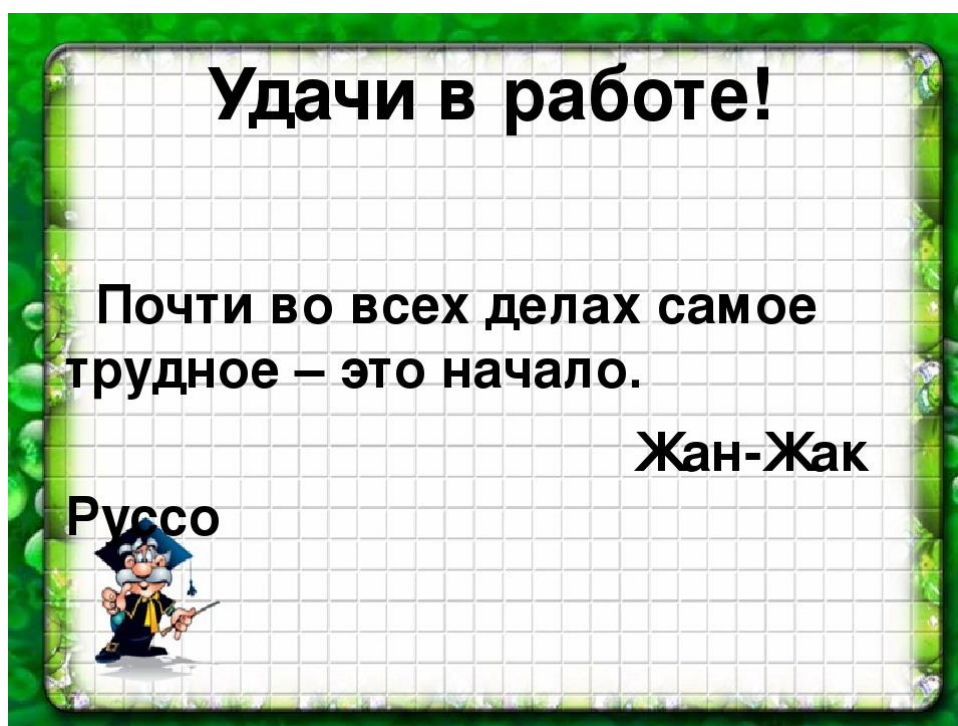 Удачи в работе!
Почти во всех делах самое
трудное – это начало.
Жан-Жак
Руссо